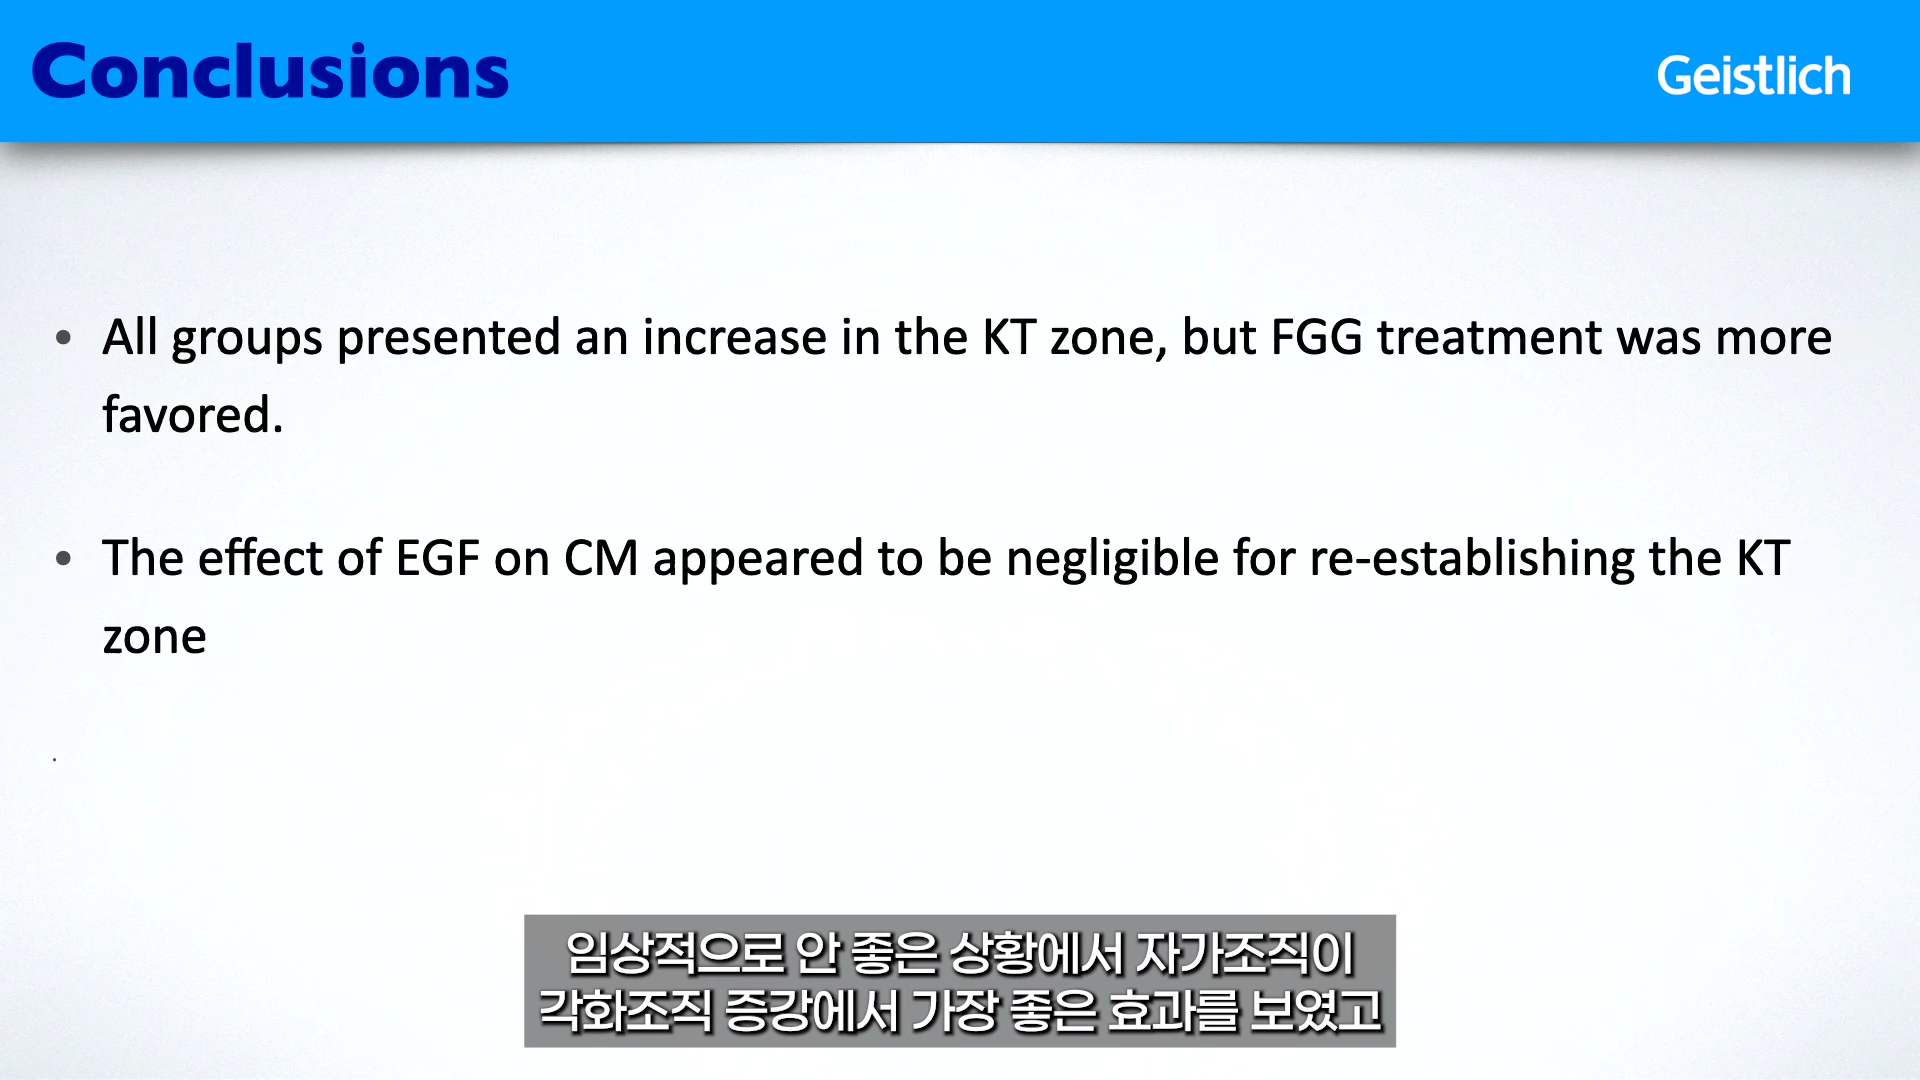 Conclusions
Geistlich
• All groups presented an increase in the KT zone, but FGG treatment was more
favored.
• The effect of EGF on CM appeared to be negligible for re-establishing the KT
zone
임상적으로 안 좋은 상황에서 자가조직이
각화조직 증강에서 가장 좋은 효과를 보였고